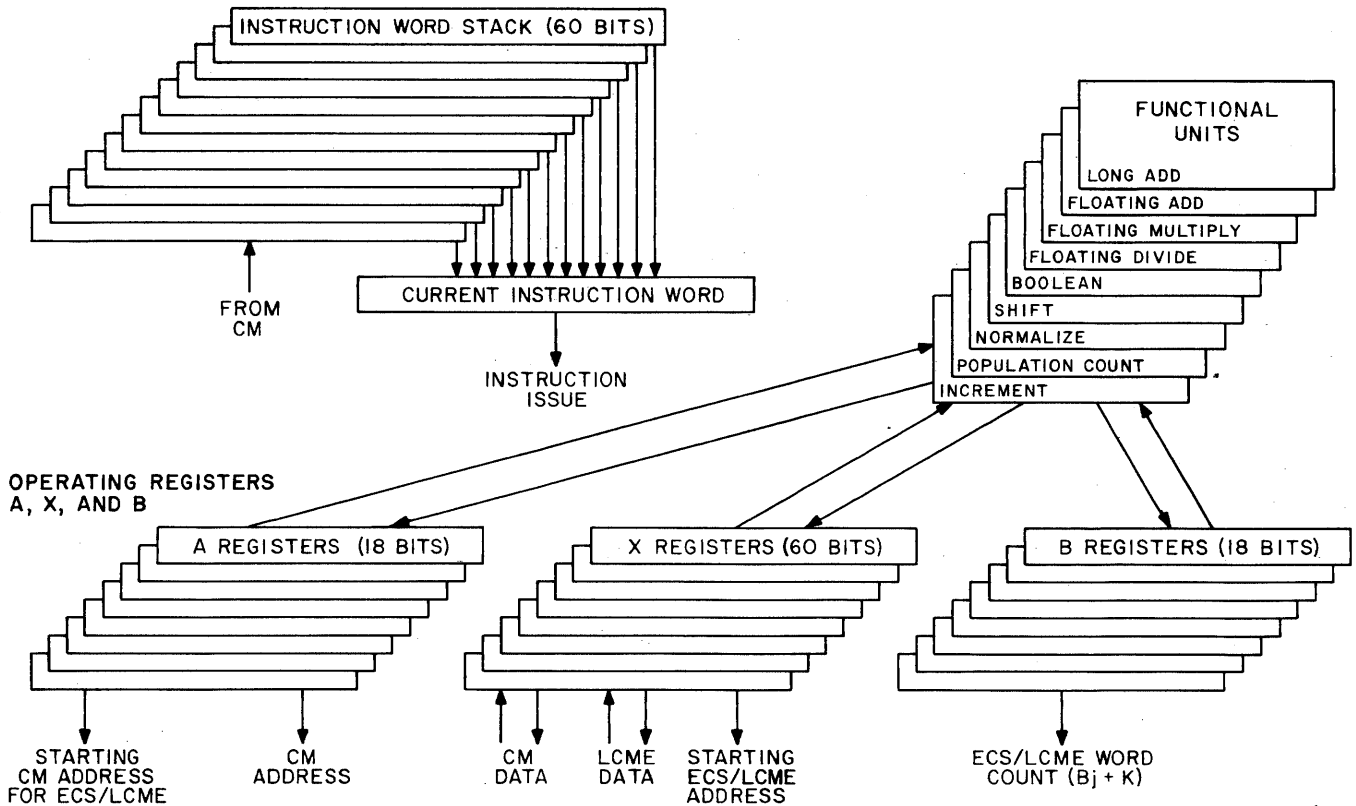 INSTRUCTION WORD STACK (60 BITS)
FROM
CM
CURRENT INSTRUCTION WORD
INSTRUCTION
ISSUE
FUNCTIONAL
UNITS
LONG ADD
FLOATING ADD
FLOATING MULTIPLY
FLOATING DIVIDE
BOOLEAN
SHIFT
NORMALIZE
POPULATION COUNT
INCREMENT
OPERATING REGISTERS
A, X, AND B
A REGISTERS (18 BITS)
X REGISTERS (60 BITS)
B REGISTERS (18 BITS)
STARTING
CM ADDRESS
FOR ECS/LCME
CM
ADDRESS
CM
DATA
LCME
DATA
STARTING
ECS/LCME
ADDRESS
ECS/LCME WORD
COUNT (Bj + K)